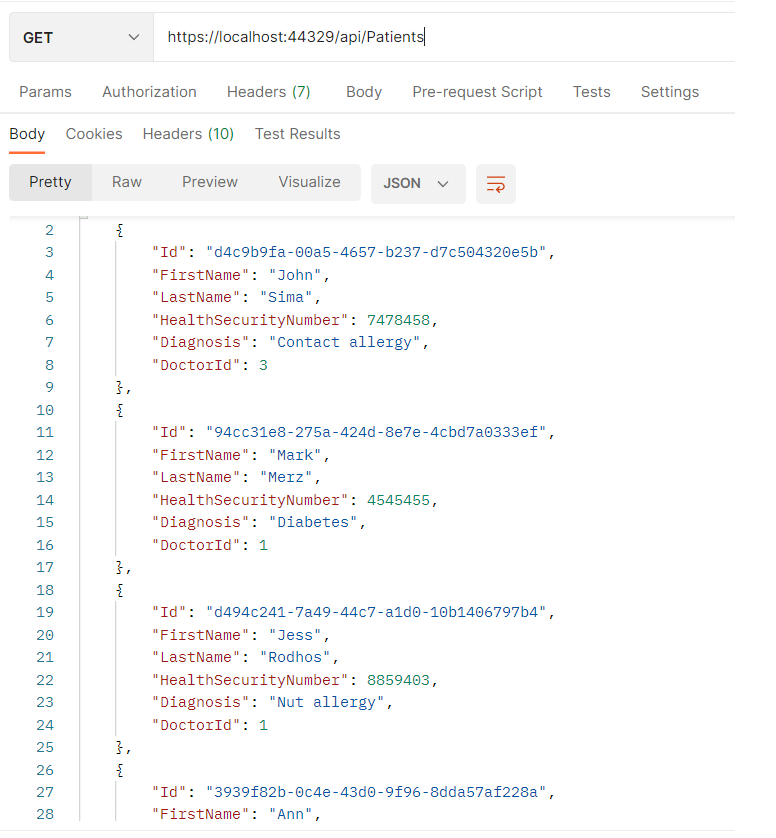 GET https://localhost:44329/api/Patients
Params Authorization Headers (7) Body Pre-request Script Tests Settings
Body Cookies Headers (10) Test Results
Pretty Raw Preview Visualize JSON
2 {
3 "Id": "d4c9b9fa-00a5-4657-b237-d7c504320e5b",
4 "FirstName": "John",
5 "LastName": "Sima",
6 "HealthSecurityNumber": 7478458,
7 "Diagnosis": "Contact allergy",
8 "DoctorId": 3
9 },
10 {
11 "Id": "94cc31e8-275a-424d-8e7e-4cbd7a0333ef",
12 "FirstName": "Mark",
13 "LastName": "Merz",
14 "HealthSecurityNumber": 4545455,
15 "Diagnosis": "Diabetes",
16 "DoctorId": 1
17 },
18 {
19 "Id": "d494c241-7a49-44c7-a1d0-10b1406797b4",
20 "FirstName": "Jess",
21 "LastName": "Rodhos",
22 "HealthSecurityNumber": 8859403,
23 "Diagnosis": "Nut allergy",
24 "DoctorId": 1
25 },
26 {
27 "Id": "3939f82b-0c4e-43d0-9f96-8dda57af228a",
28 "FirstName": "Ann",